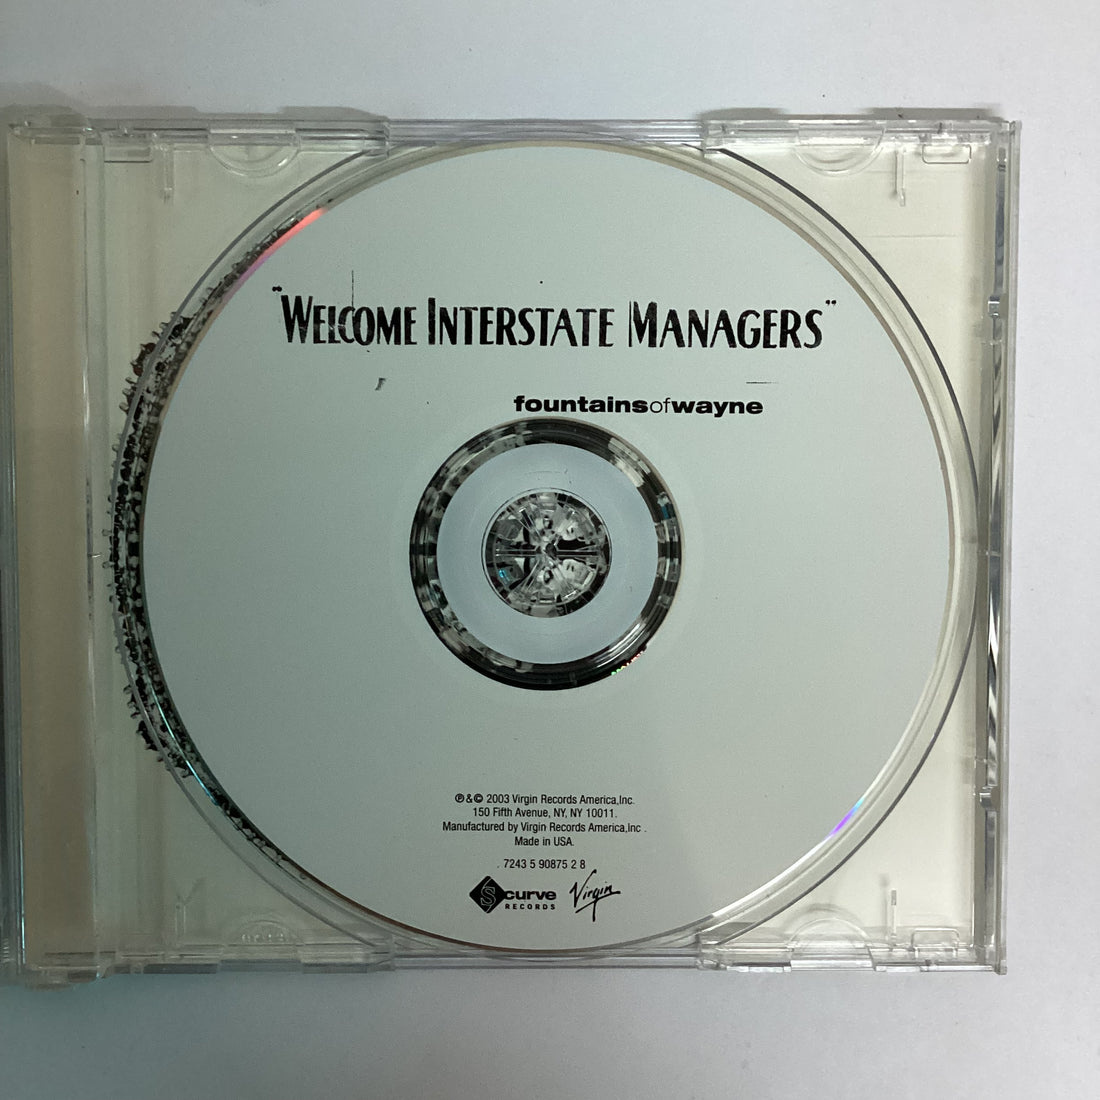 "WELCOME INTERSTATE MANAGERS"
fountainsofwayne
℗&© 2003 Virgin Records America,Inc.
150 Fifth Avenue, NY, NY 10011.
Manufactured by Virgin Records America,Inc .
Made in USA.
. 7243 5 90875 2 8
S curve Virgin
RECORDS